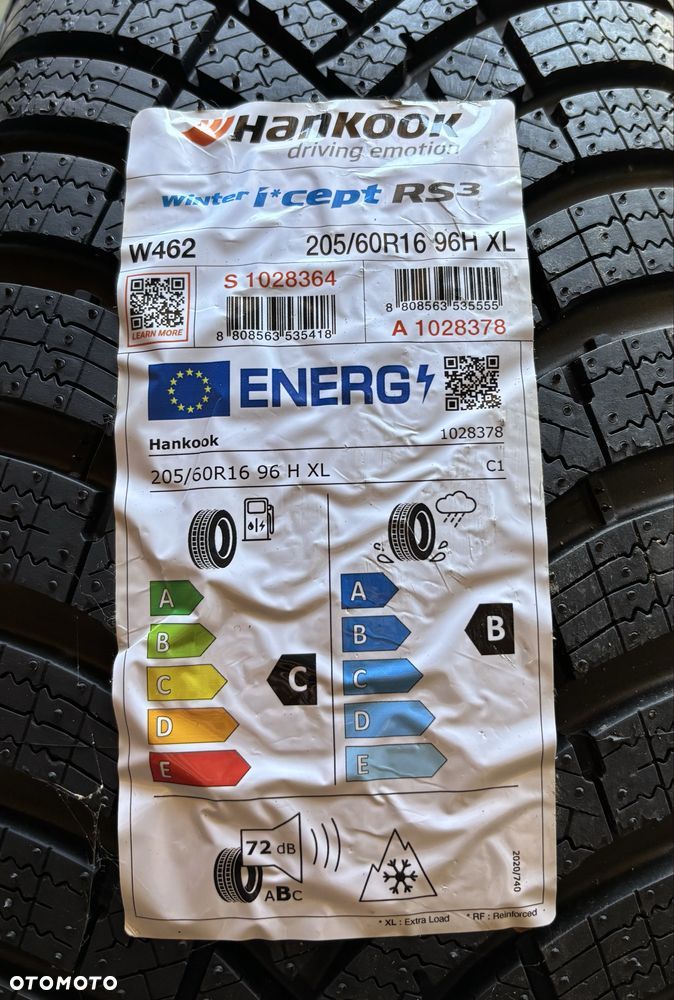 Hankook
driving emotion
Winter i*cept RS3
W462 205/60R16 96H XL
LEARN MORE
S 1028364
8 808563 535418
8 808563 535555
A 1028378
ENERG
Hankook 1028378
205/60R16 96 H XL C1
A A
B B B
C C C
D D
E E
72 dB
ABC
2020/740
* XL : Extra Load * RF : Reinforced
OTOMOTO